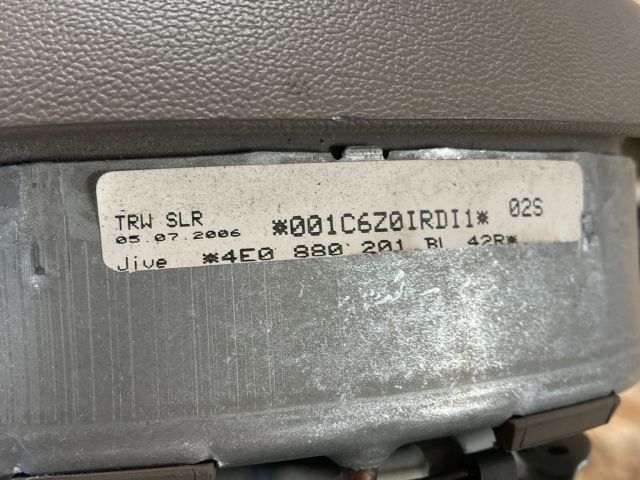 TRW SLR *001C6Z0IRDI1* 02S
05.07.2006
Jive *4E0 880 201 BL 42R*